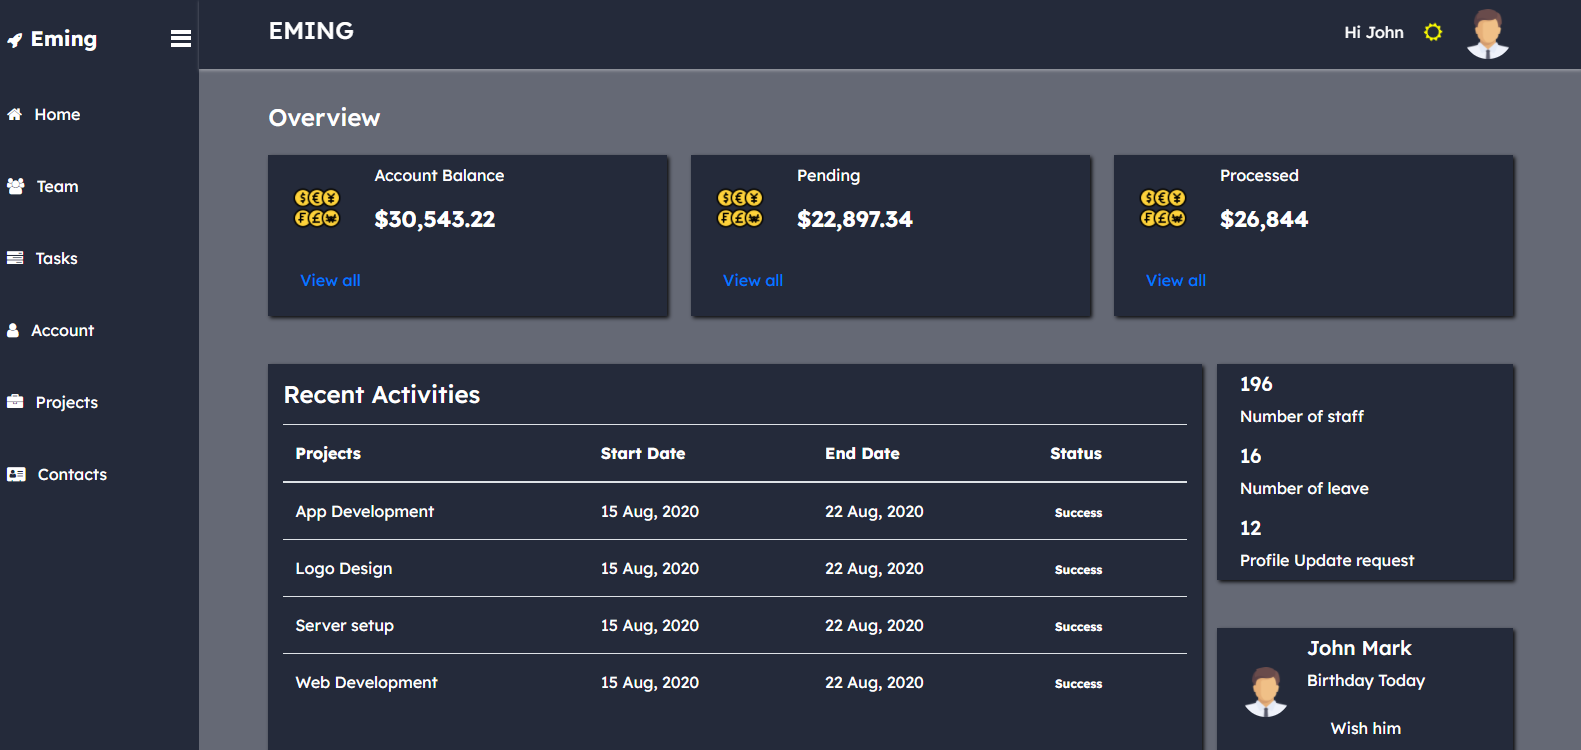 Eming
Home
Team
Tasks
Account
Projects
Contacts
EMING
Hi John
Overview
Account Balance
$30,543.22
View all
Pending
$22,897.34
View all
Processed
$26,844
View all
Recent Activities
Projects Start Date End Date Status
App Development 15 Aug, 2020 22 Aug, 2020 Success
Logo Design 15 Aug, 2020 22 Aug, 2020 Success
Server setup 15 Aug, 2020 22 Aug, 2020 Success
Web Development 15 Aug, 2020 22 Aug, 2020 Success
196
Number of staff
16
Number of leave
12
Profile Update request
John Mark
Birthday Today
Wish him